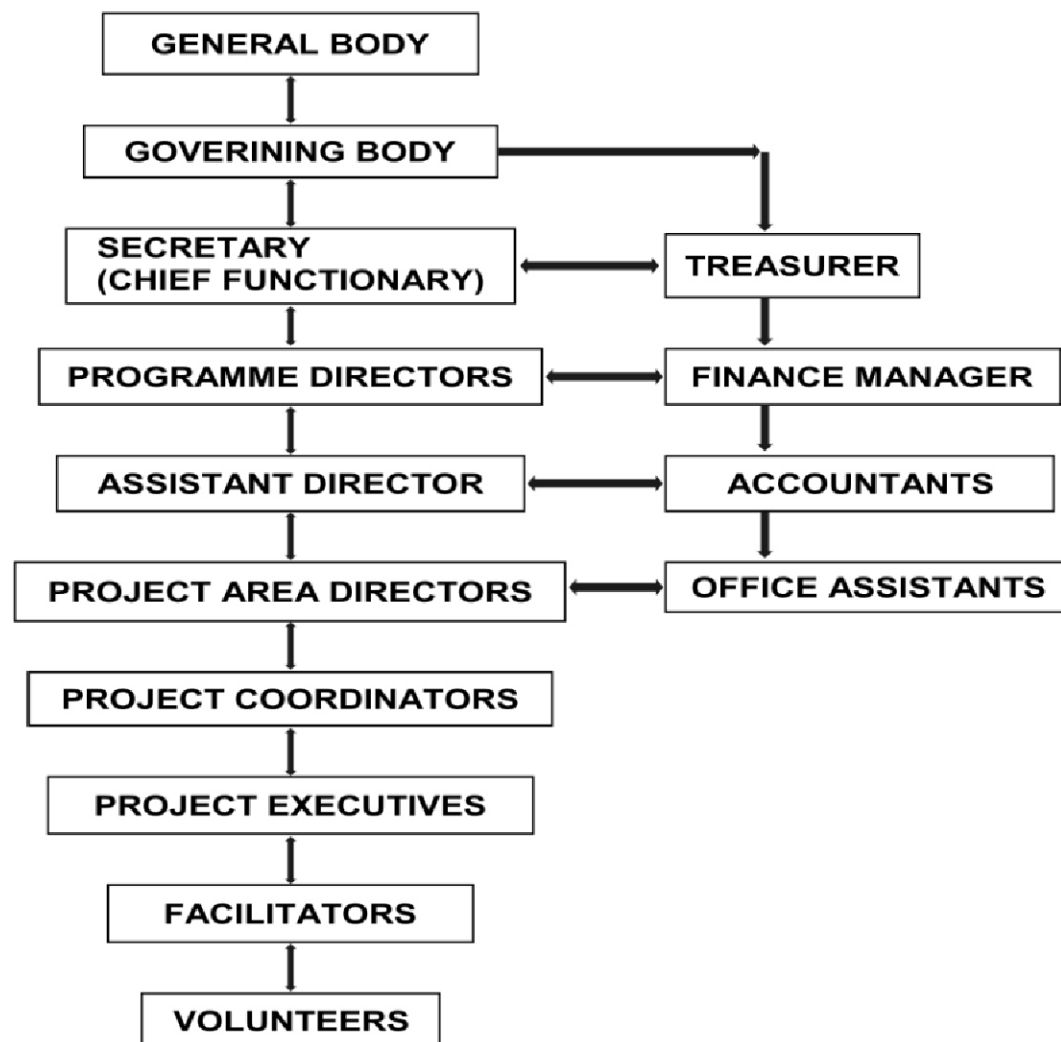 GENERAL BODY
GOVERINING BODY
SECRETARY
(CHIEF FUNCTIONARY)
TREASURER
PROGRAMME DIRECTORS
FINANCE MANAGER
ASSISTANT DIRECTOR
ACCOUNTANTS
PROJECT AREA DIRECTORS
OFFICE ASSISTANTS
PROJECT COORDINATORS
PROJECT EXECUTIVES
FACILITATORS
VOLUNTEERS